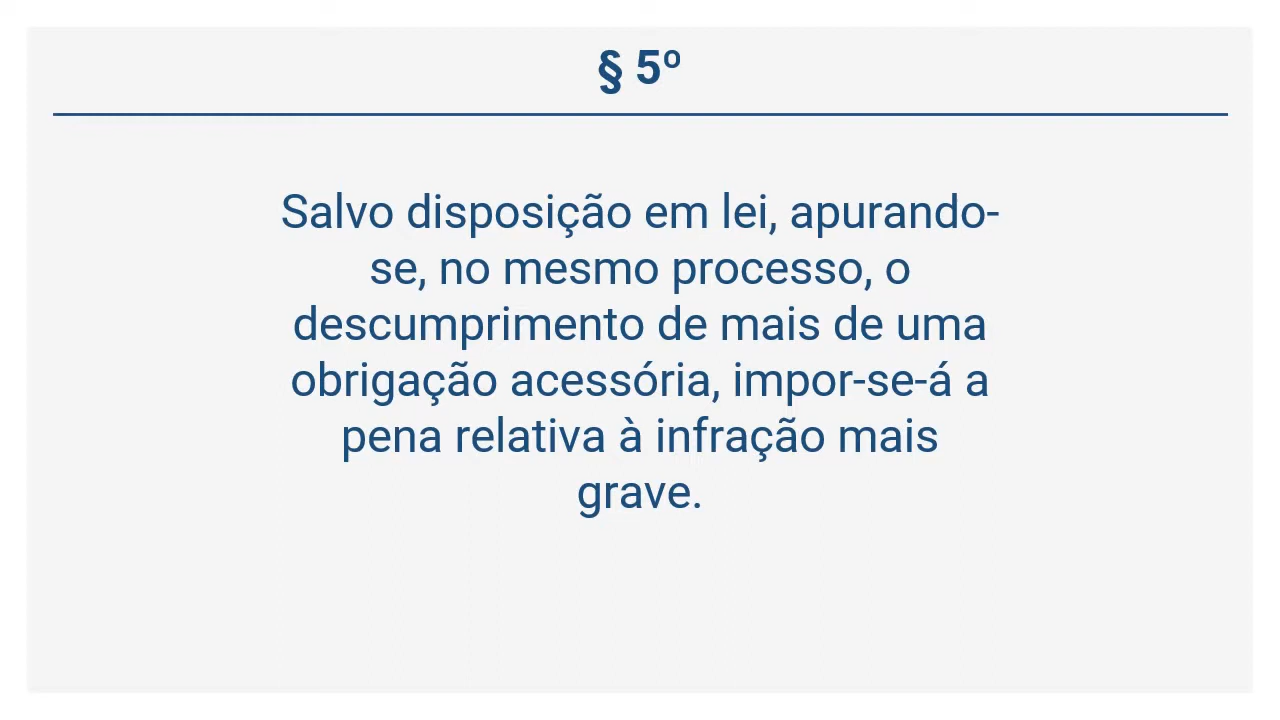 § 5º
Salvo disposição em lei, apurando-
se, no mesmo processo, o
descumprimento de mais de uma
obrigação acessória, impor-se-á a
pena relativa à infração mais
grave.